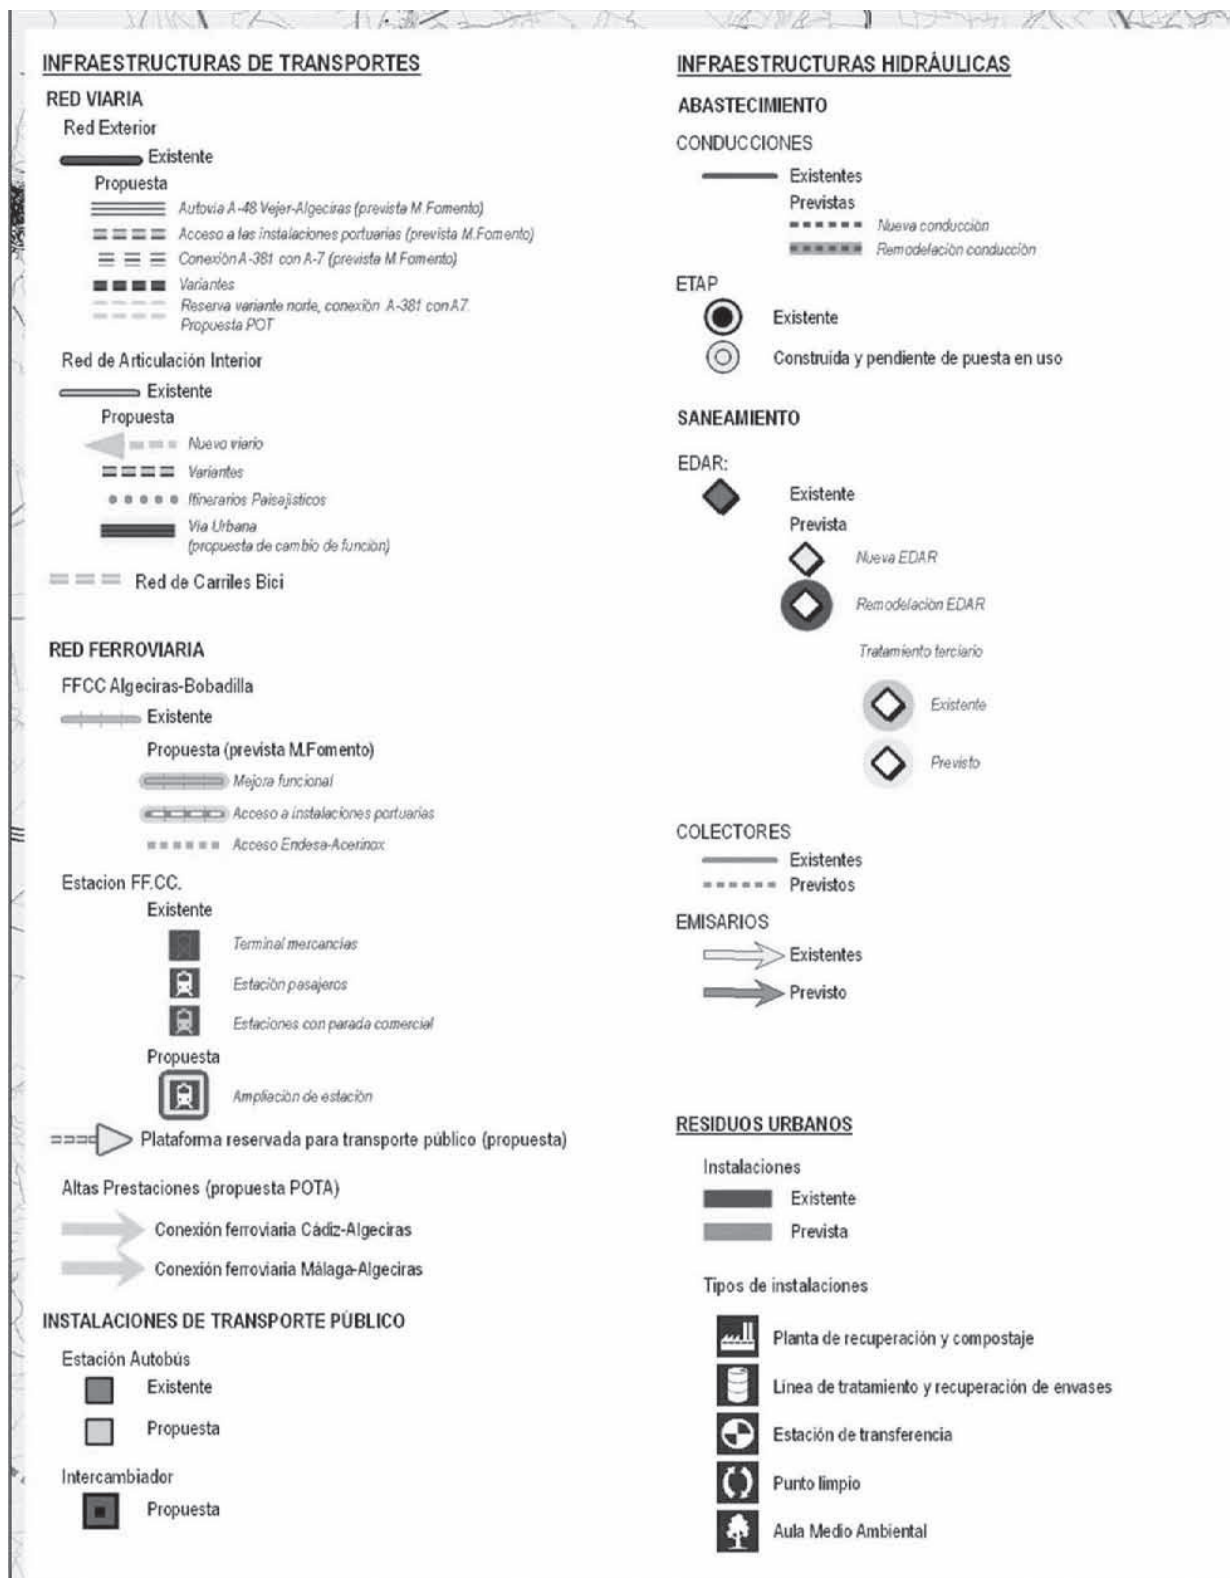 INFRAESTRUCTURAS DE TRANSPORTES
RED VIARIA
Red Exterior
Existente
Propuesta
Autovía A-48 Vejer-Algeciras (prevista M.Fomento)
Acceso a las instalaciones portuarias (prevista M.Fomento)
Conexión A-381 con A-7 (prevista M.Fomento)
Variantes
Reserva variante norte, conexión A-381 con A7.
Propuesta POT
Red de Articulación Interior
Existente
Propuesta
Nuevo viario
Variantes
Itinerarios Paisajísticos
Vía Urbana
(propuesta de cambio de función)
Red de Carriles Bici
RED FERROVIARIA
FFCC Algeciras-Bobadilla
Existente
Propuesta (prevista M.Fomento)
Mejora funcional
Acceso a instalaciones portuarias
Acceso Endesa-Acerinox
Estacion FF.CC.
Existente
Terminal mercancías
Estación pasajeros
Estaciones con parada comercial
Propuesta
Ampliación de estación
Plataforma reservada para transporte público (propuesta)
Altas Prestaciones (propuesta POTA)
Conexión ferroviaria Cádiz-Algeciras
Conexión ferroviaria Málaga-Algeciras
INSTALACIONES DE TRANSPORTE PÚBLICO
Estación Autobús
Existente
Propuesta
Intercambiador
Propuesta
INFRAESTRUCTURAS HIDRÁULICAS
ABASTECIMIENTO
CONDUCCIONES
Existentes
Previstas
Nueva conducción
Remodelación conducción
ETAP
Existente
Construida y pendiente de puesta en uso
SANEAMIENTO
EDAR:
Existente
Prevista
Nueva EDAR
Remodelación EDAR
Tratamiento terciario
Existente
Previsto
COLECTORES
Existentes
Previstos
EMISARIOS
Existentes
Previsto
RESIDUOS URBANOS
Instalaciones
Existente
Prevista
Tipos de instalaciones
Planta de recuperación y compostaje
Línea de tratamiento y recuperación de envases
Estación de transferencia
Punto limpio
Aula Medio Ambiental